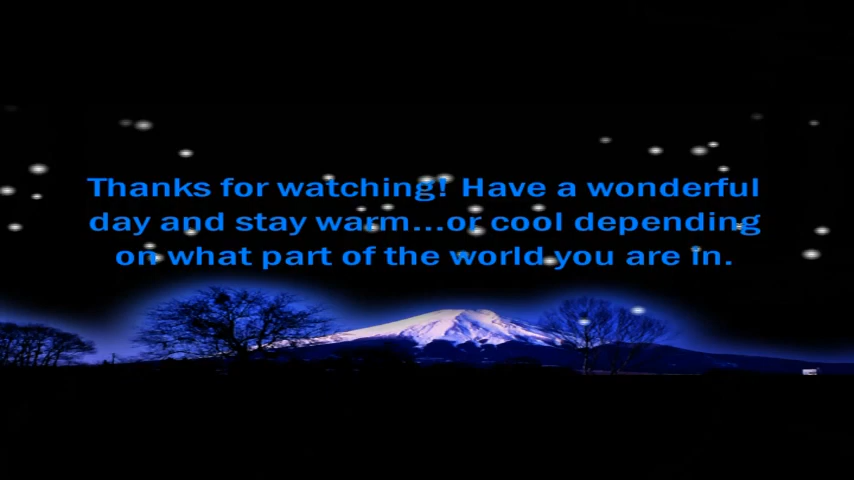 Thanks for watching! Have a wonderful
day and stay warm...or cool depending
on what part of the world you are in.